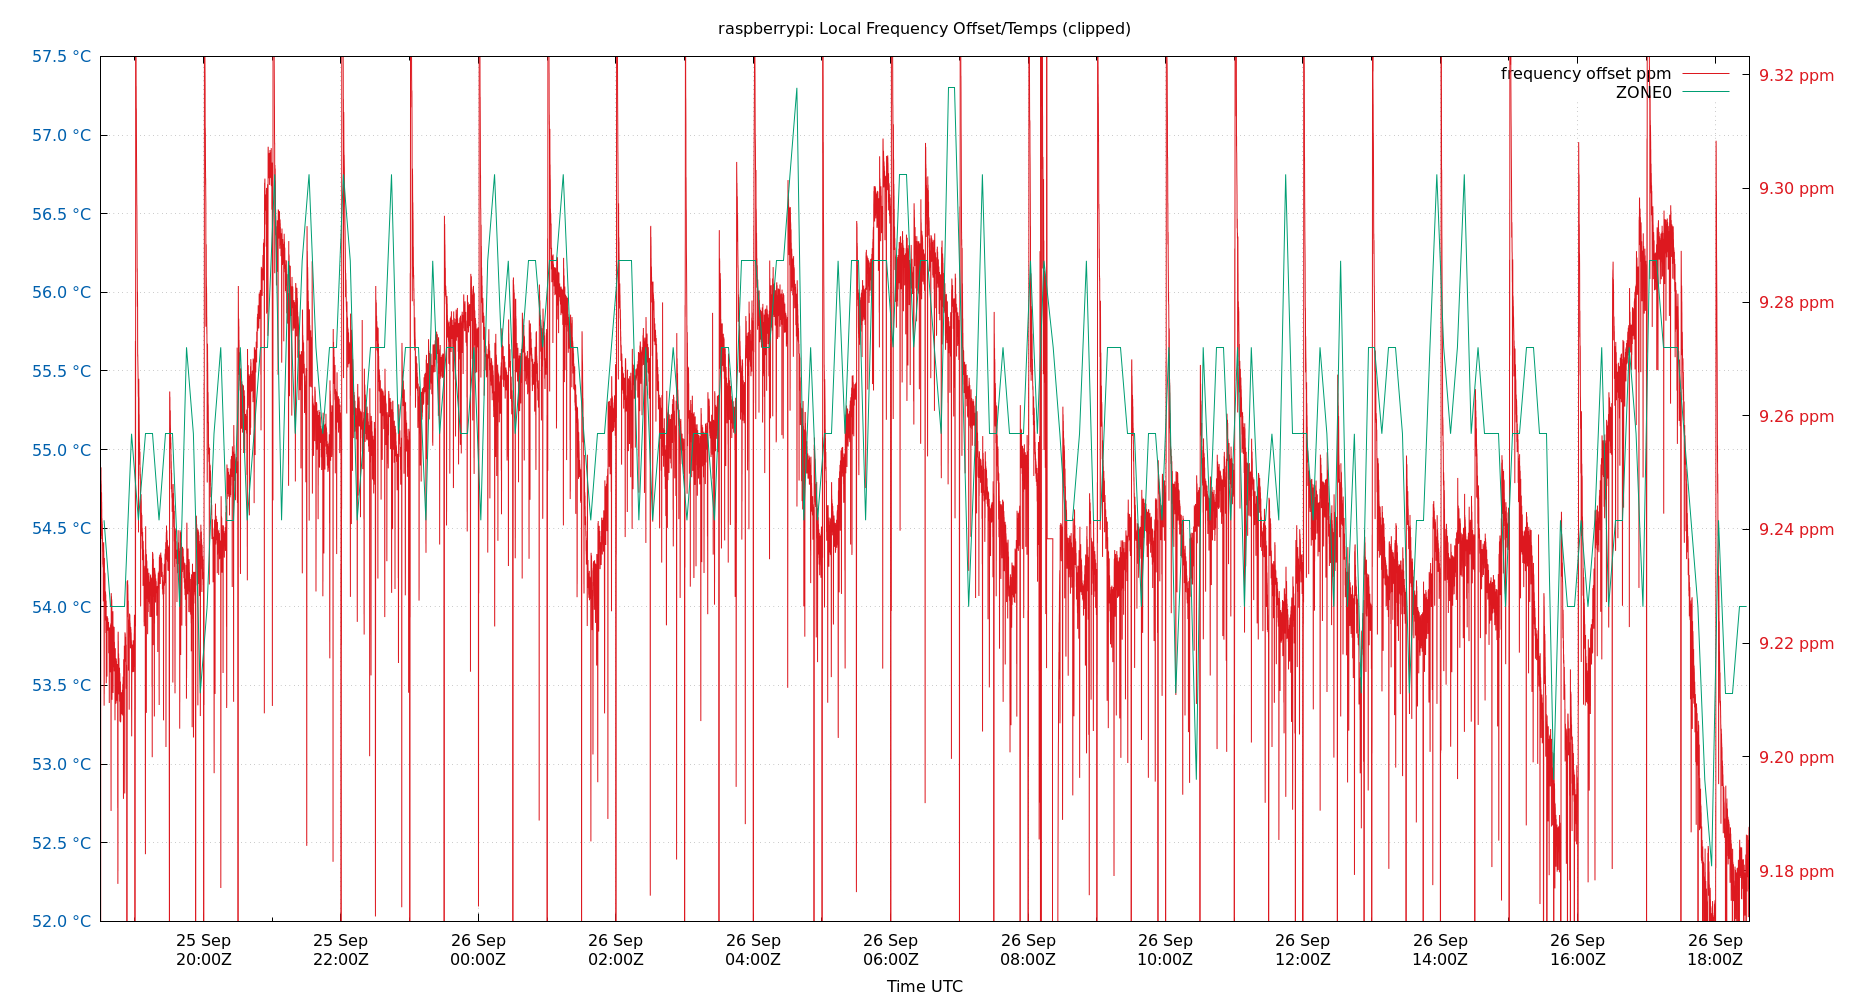 raspberrypi: Local Frequency Offset/Temps (clipped)
57.5 °C
57.0 °C
56.5 °C
56.0 °C
55.5 °C
55.0 °C
54.5 °C
54.0 °C
53.5 °C
53.0 °C
52.5 °C
52.0 °C
frequency offset ppm
ZONE0
9.32 ppm
9.30 ppm
9.28 ppm
9.26 ppm
9.24 ppm
9.22 ppm
9.20 ppm
9.18 ppm
25 Sep 25 Sep 26 Sep 26 Sep 26 Sep 26 Sep 26 Sep 26 Sep 26 Sep 26 Sep 26 Sep 26 Sep
20:00Z 22:00Z 00:00Z 02:00Z 04:00Z 06:00Z 08:00Z 10:00Z 12:00Z 14:00Z 16:00Z 18:00Z
Time UTC